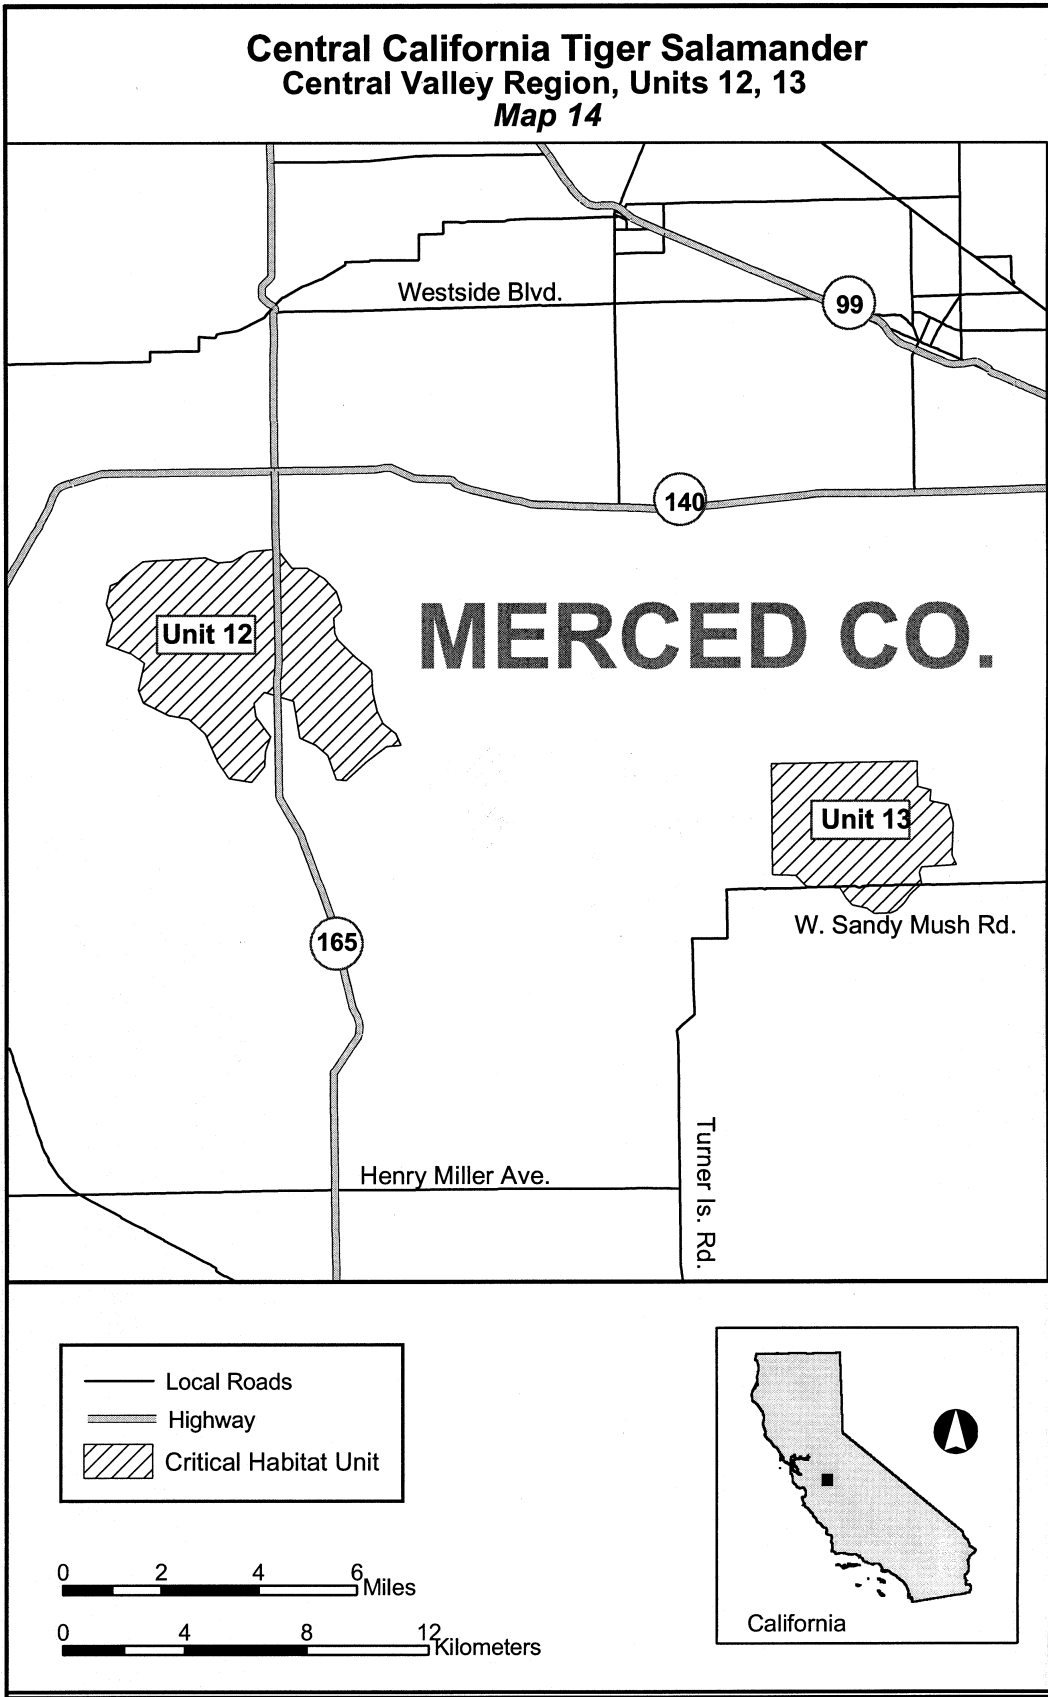 Central California Tiger Salamander
Central Valley Region, Units 12, 13
Map 14
Westside Blvd.
99
140
Unit 12
MERCED CO.
Unit 13
W. Sandy Mush Rd.
165
Turner Is. Rd.
Henry Miller Ave.
Local Roads
Highway
Critical Habitat Unit
0 2 4 6
Miles
0 4 8 12
Kilometers
California